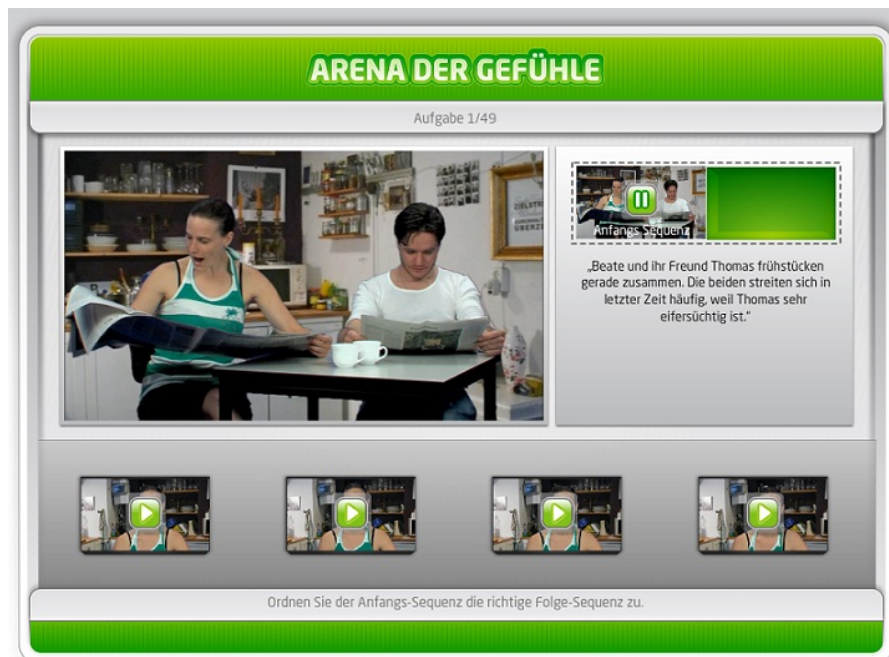 ARENA DER GEFÜHLE
Aufgabe 1/49
ZIELSTR
ÜBERZE
Anfangs Sequenz
„Beate und ihr Freund Thomas frühstücken
gerade zusammen. Die beiden streiten sich in
letzter Zeit häufig, weil Thomas sehr
eifersüchtig ist.“
Ordnen Sie der Anfangs-Sequenz die richtige Folge-Sequenz zu.